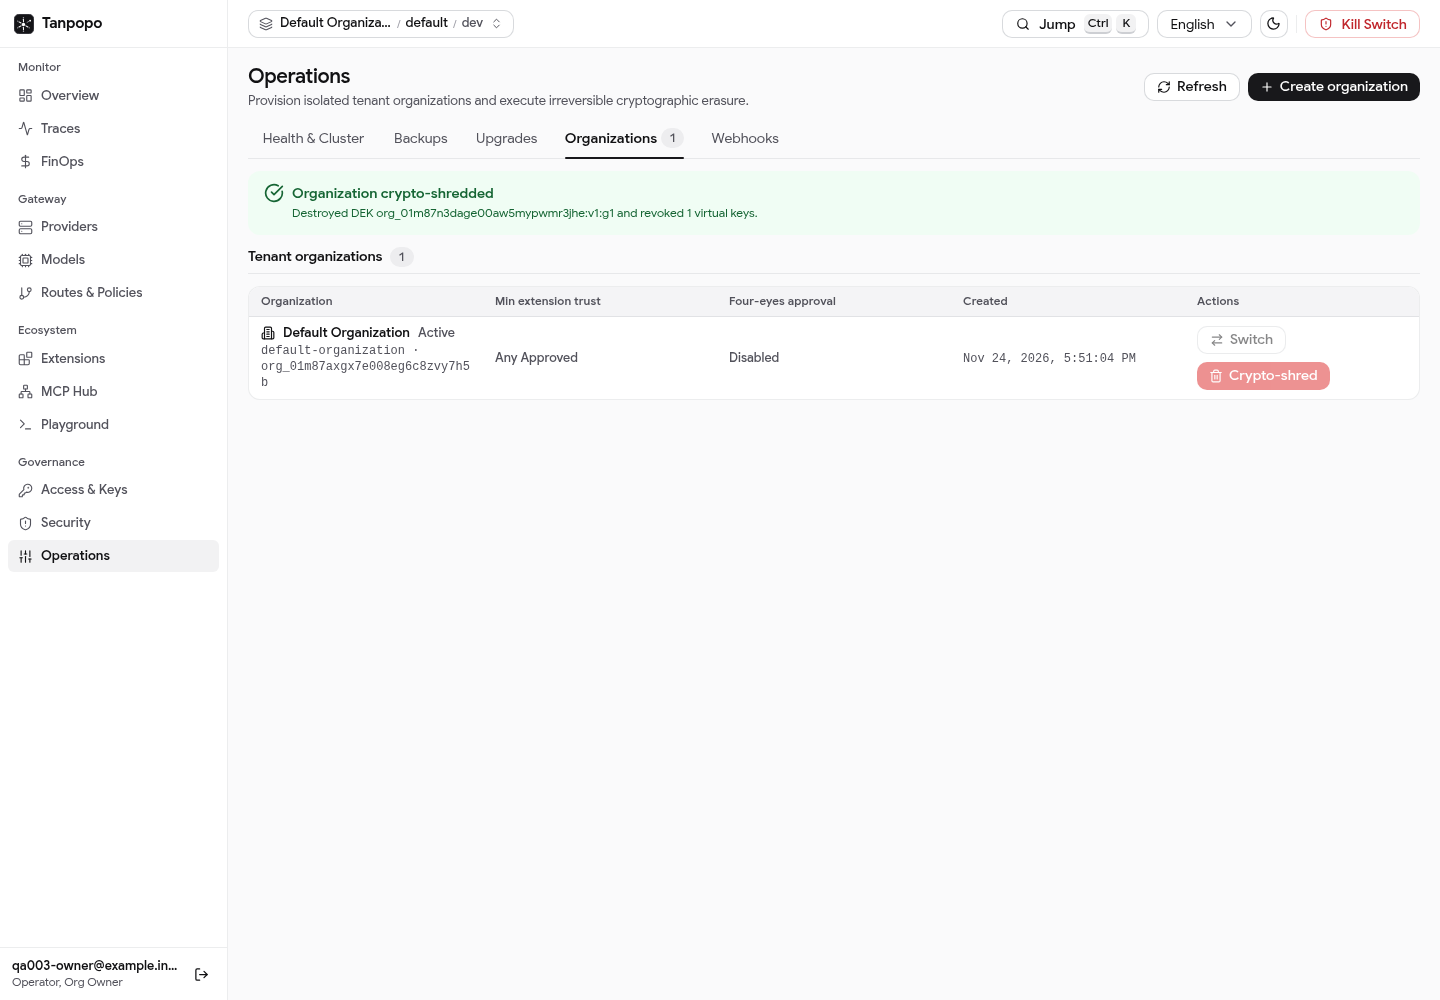 Tanpopo
Default Organiza... / default / dev
Jump Ctrl K
English
Kill Switch
Monitor
Overview
Traces
FinOps
Gateway
Providers
Models
Routes & Policies
Ecosystem
Extensions
MCP Hub
Playground
Governance
Access & Keys
Security
Operations
qa003-owner@example.in...
Operator, Org Owner
Operations
Provision isolated tenant organizations and execute irreversible cryptographic erasure.
Refresh
Create organization
Health & Cluster
Backups
Upgrades
Organizations 1
Webhooks
Organization crypto-shredded
Destroyed DEK org_01m87n3dage00aw5mypwmr3jhe:v1:g1 and revoked 1 virtual keys.
Tenant organizations 1
Organization Min extension trust Four-eyes approval Created Actions
Default Organization Active
default-organization ·
org_01m87axgx7e008eg6c8zvy7h5
b
Any Approved
Disabled
Nov 24, 2026, 5:51:04 PM
Switch
Crypto-shred